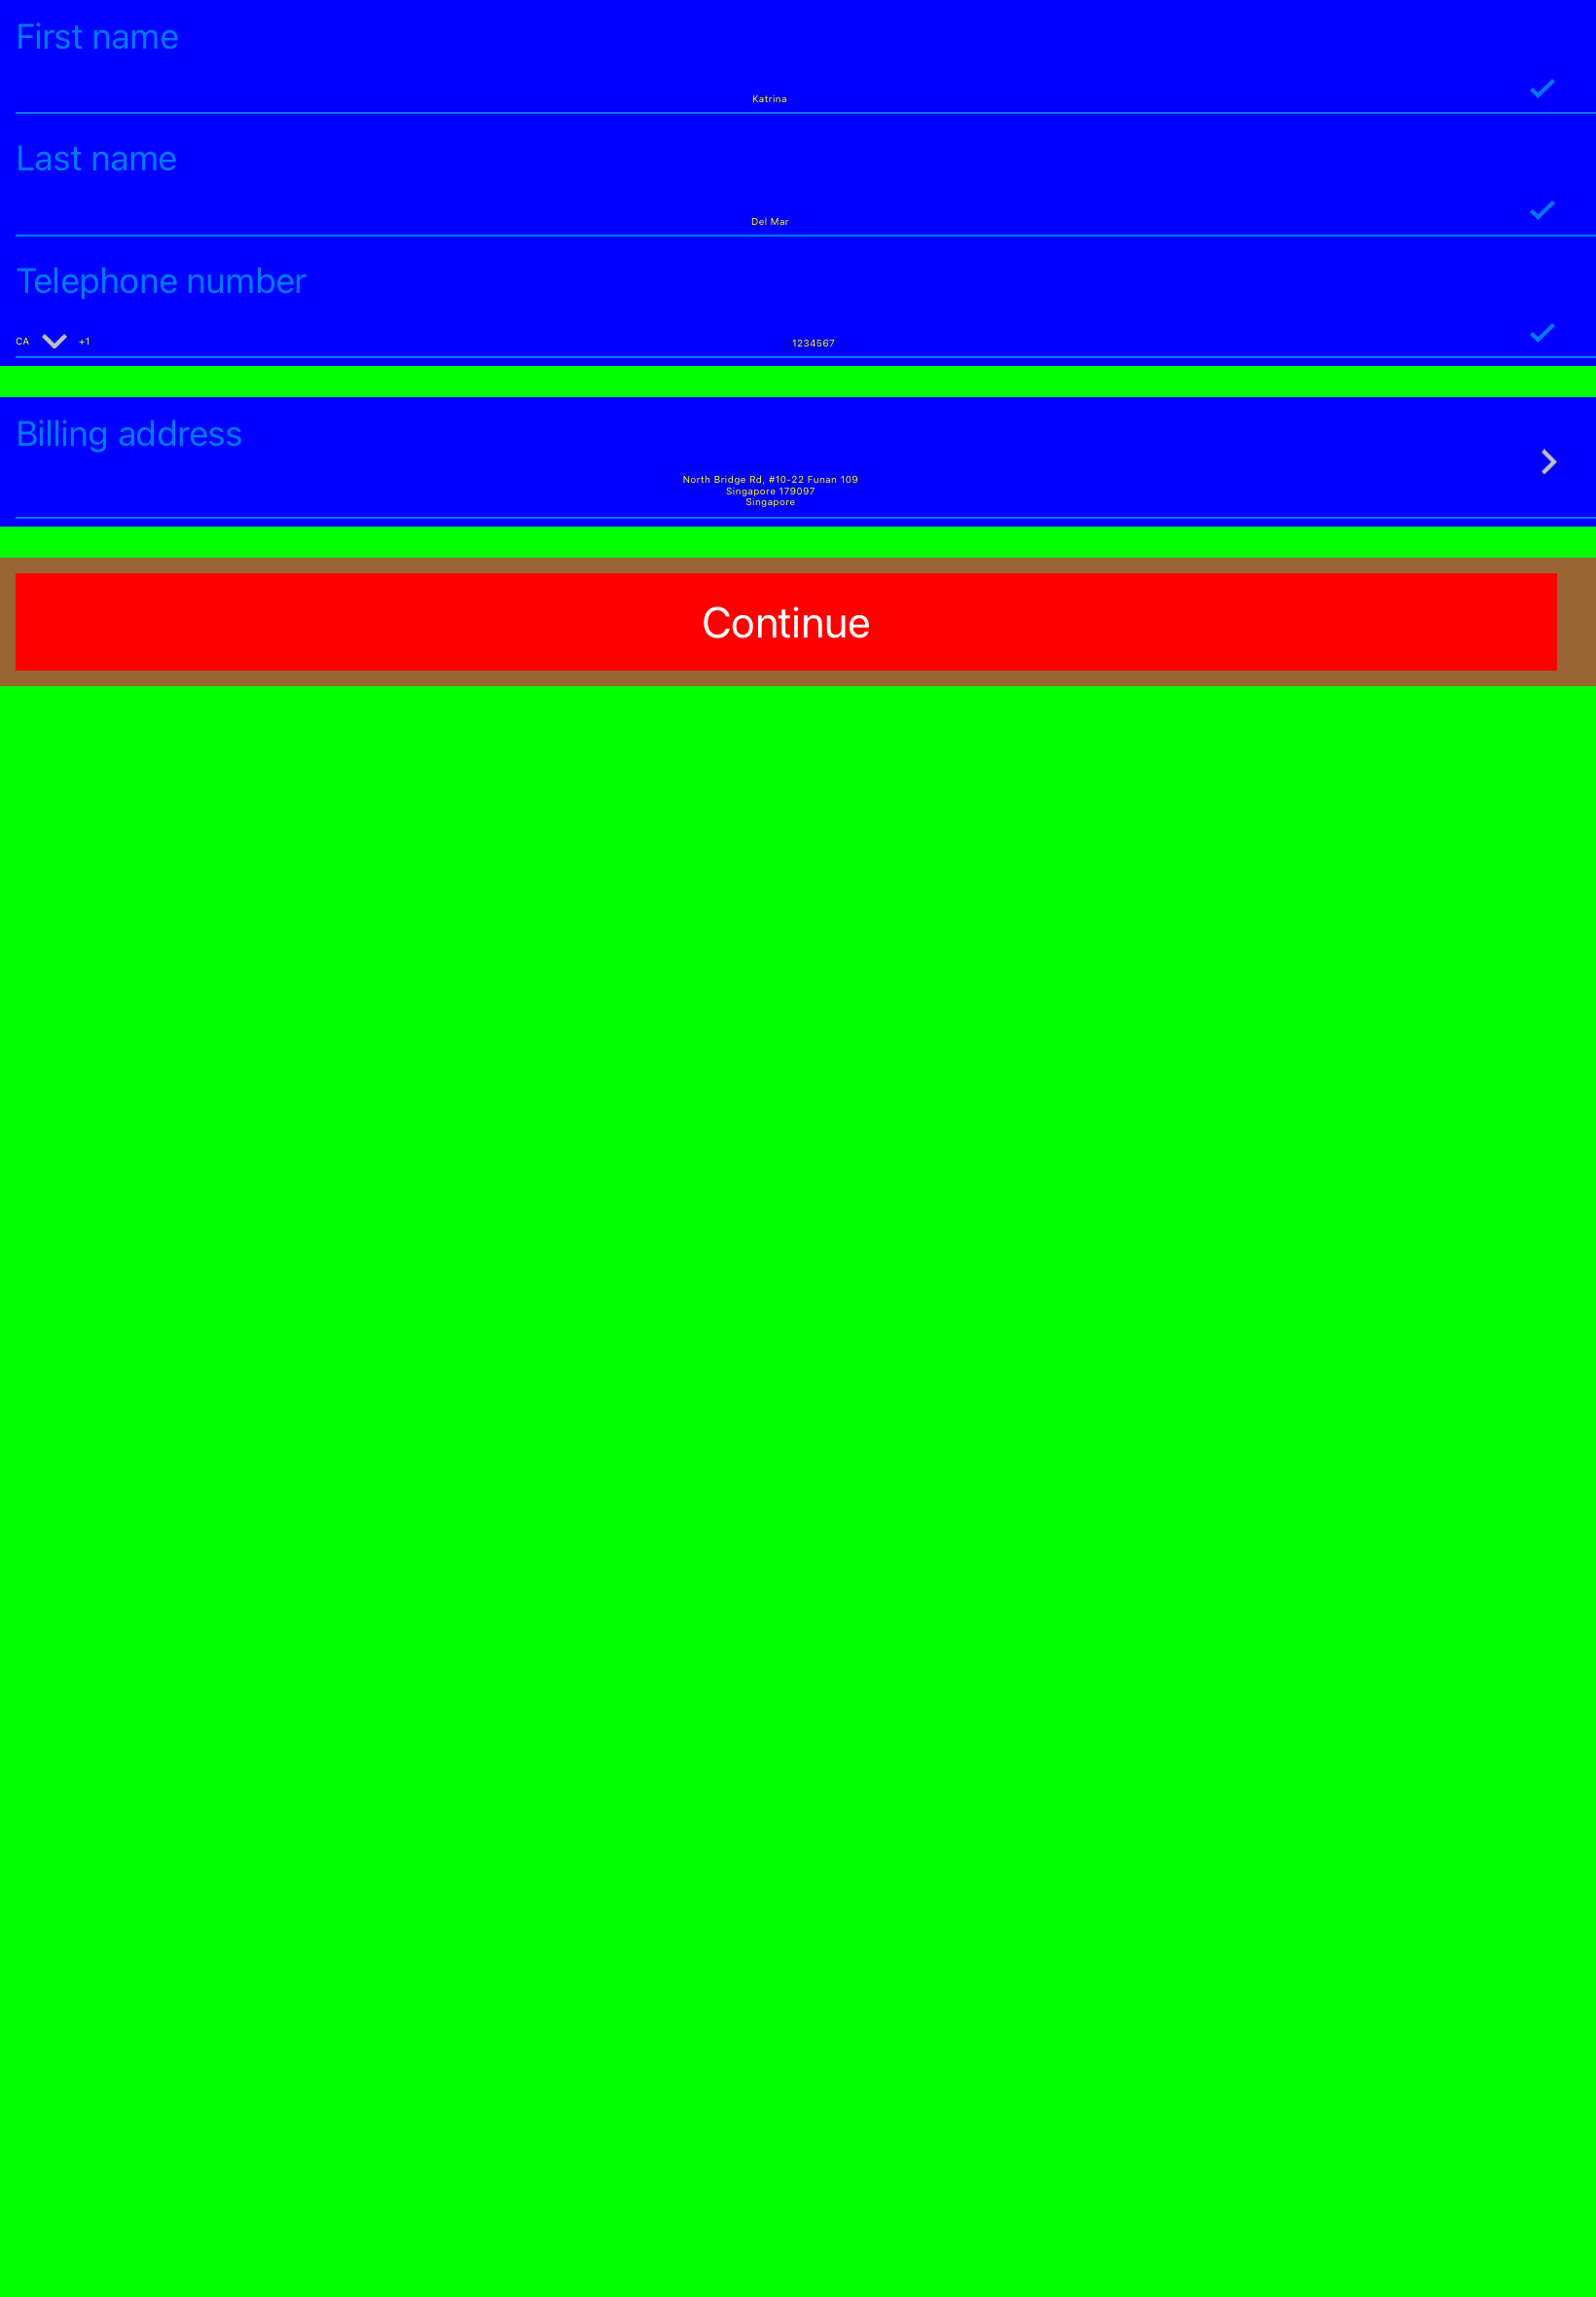 First name
Katrina
Last name
Del Mar
Telephone number
CA +1 1234567
Billing address
North Bridge Rd, #10-22 Funan 109
Singapore 179097
Singapore
Continue